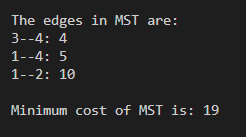 The edges in MST are:
3--4: 4
1--4: 5
1--2: 10
Minimum cost of MST is: 19